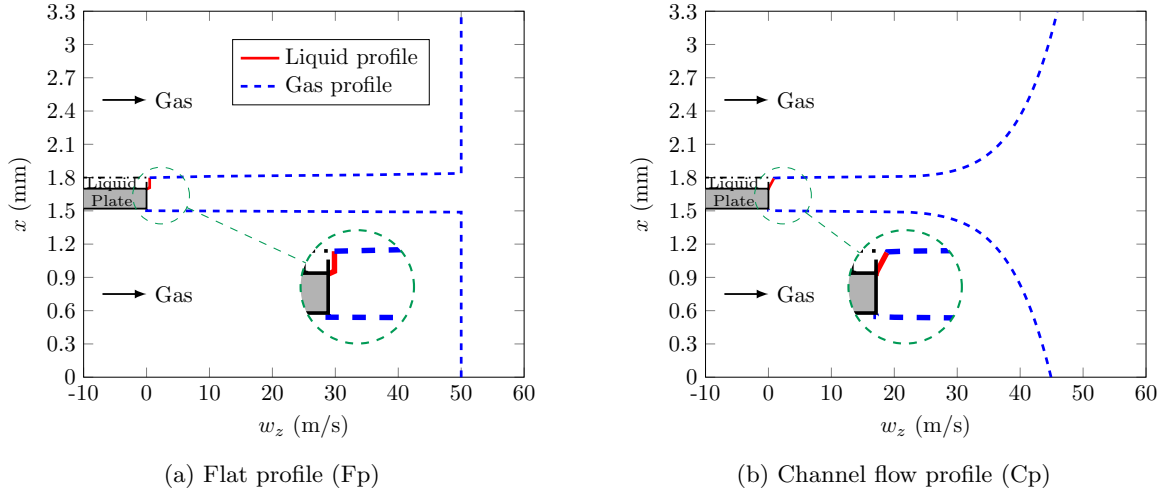 3.3
3
2.7
2.4
2.1
1.8
1.5
1.2
0.9
0.6
0.3
0
-10 0 10 20 30 40 50 60
x (mm)
w_z (m/s)
Liquid profile
Gas profile
Gas
Liquid
Plate
Gas
(a) Flat profile (Fp)
3.3
3
2.7
2.4
2.1
1.8
1.5
1.2
0.9
0.6
0.3
0
-10 0 10 20 30 40 50 60
x (mm)
w_z (m/s)
Gas
Liquid
Plate
Gas
(b) Channel flow profile (Cp)